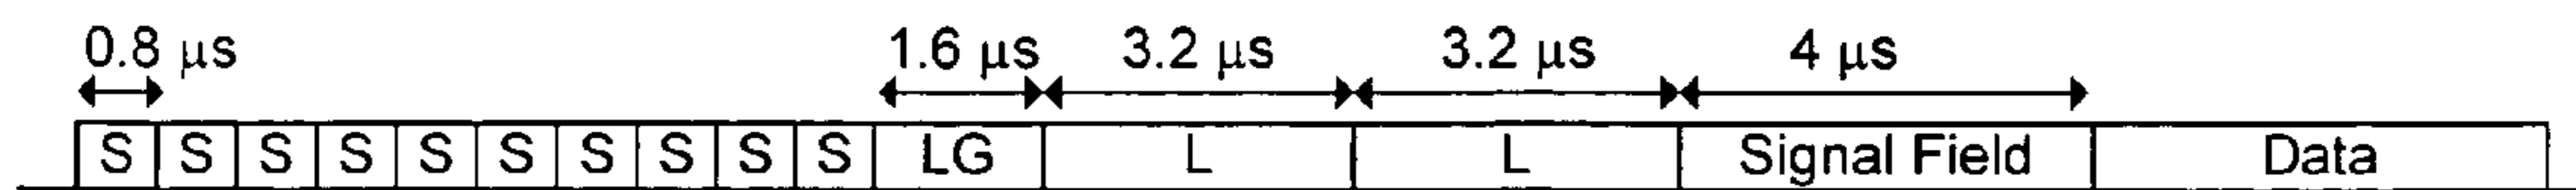 0.8 μs 1.6 μs 3.2 μs 3.2 μs 4 μs
S S S S S S S S S S LG L L Signal Field Data